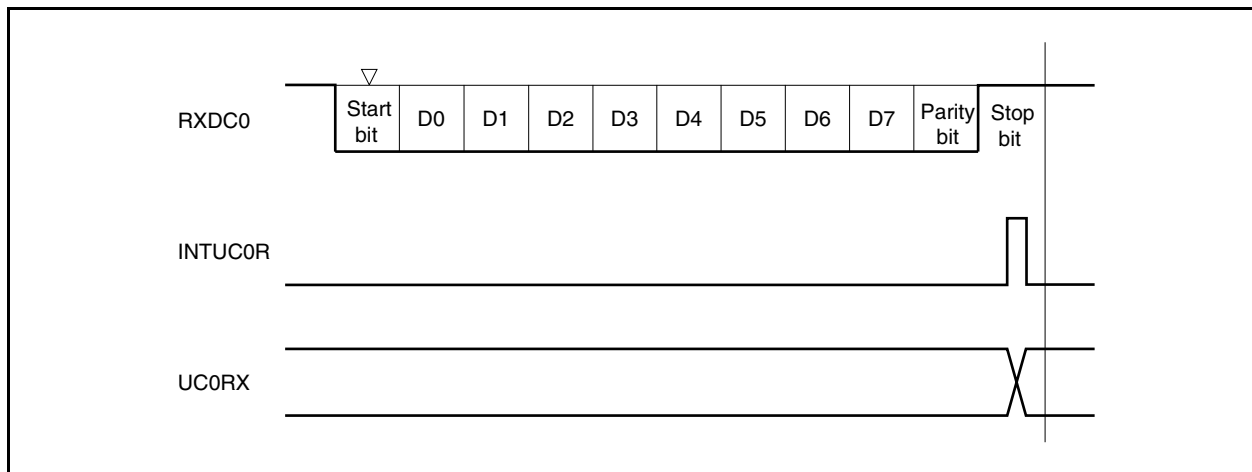 RXDC0
Start
bit
D0
D1
D2
D3
D4
D5
D6
D7
Parity
bit
Stop
bit
INTUC0R
UC0RX